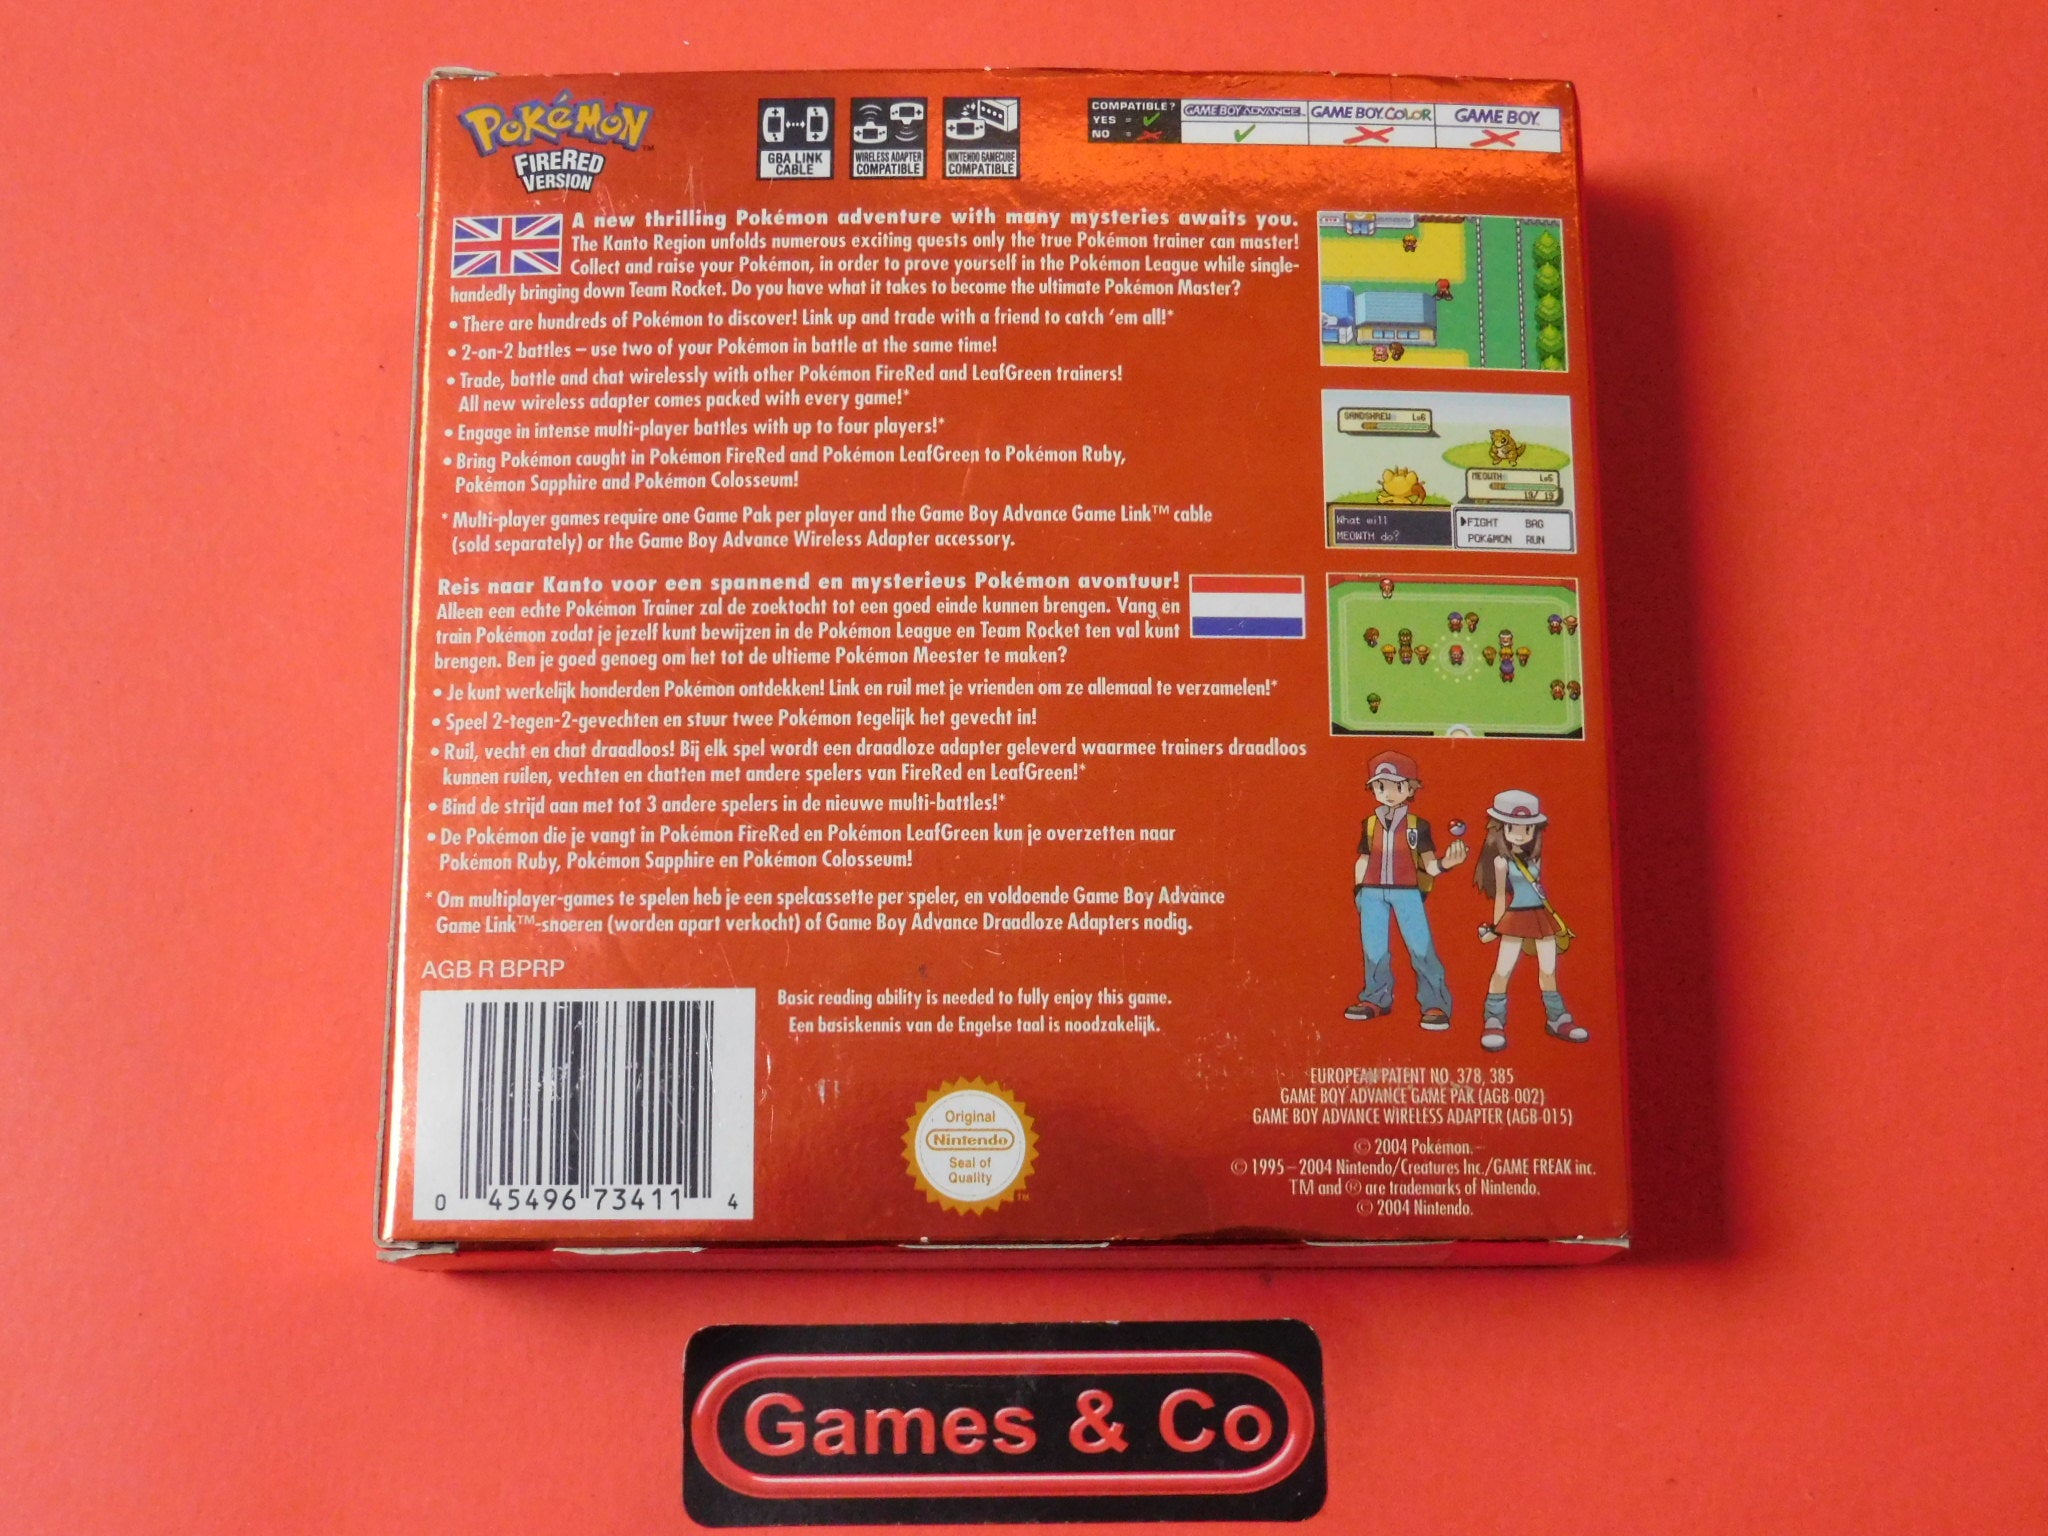 POKéMON™
FIRERED
VERSION
GBA LINK
CABLE
WIRELESS ADAPTER
COMPATIBLE
NINTENDO GAMECUBE
COMPATIBLE
COMPATIBLE?
YES =
NO =
GAME BOY ADVANCE
GAME BOY COLOR
GAME BOY
A new thrilling Pokémon adventure with many mysteries awaits you.
The Kanto Region unfolds numerous exciting quests only the true Pokémon trainer can master!
Collect and raise your Pokémon, in order to prove yourself in the Pokémon League while single-
handedly bringing down Team Rocket. Do you have what it takes to become the ultimate Pokémon Master?
• There are hundreds of Pokémon to discover! Link up and trade with a friend to catch ‘em all!*
• 2-on-2 battles – use two of your Pokémon in battle at the same time!
• Trade, battle and chat wirelessly with other Pokémon FireRed and LeafGreen trainers!
All new wireless adapter comes packed with every game!*
• Engage in intense multi-player battles with up to four players!*
• Bring Pokémon caught in Pokémon FireRed and Pokémon LeafGreen to Pokémon Ruby,
Pokémon Sapphire and Pokémon Colosseum!
* Multi-player games require one Game Pak per player and the Game Boy Advance Game Link™ cable
(sold separately) or the Game Boy Advance Wireless Adapter accessory.
Reis naar Kanto voor een spannend en mysterieus Pokémon avontuur!
Alleen een echte Pokémon Trainer zal de zoektocht tot een goed einde kunnen brengen. Vang en
train Pokémon zodat je jezelf kunt bewijzen in de Pokémon League en Team Rocket ten val kunt
brengen. Ben je goed genoeg om het tot de ultieme Pokémon Meester te maken?
• Je kunt werkelijk honderden Pokémon ontdekken! Link en ruil met je vrienden om ze allemaal te verzamelen!*
• Speel 2-tegen-2-gevechten en stuur twee Pokémon tegelijk het gevecht in!
• Ruil, vecht en chat draadloos! Bij elk spel wordt een draadloze adapter geleverd waarmee trainers draadloos
kunnen ruilen, vechten en chatten met andere spelers van FireRed en LeafGreen!*
• Bind de strijd aan met tot 3 andere spelers in de nieuwe multi-battles!*
• De Pokémon die je vangt in Pokémon FireRed en Pokémon LeafGreen kun je overzetten naar
Pokémon Ruby, Pokémon Sapphire en Pokémon Colosseum!
* Om multiplayer-games te spelen heb je een spelcassette per speler, en voldoende Game Boy Advance
Game Link™-snoeren (worden apart verkocht) of Game Boy Advance Draadloze Adapters nodig.
SANDSHREW Lv6
MEOWTH Lv6
19/ 19
What will
MEOWTH do?
▶FIGHT BAG
POKéMON RUN
AGB R BPRP
0 45496 73411 4
Basic reading ability is needed to fully enjoy this game.
Een basiskennis van de Engelse taal is noodzakelijk.
Original
Nintendo
Seal of
Quality
™
EUROPEAN PATENT NO. 378, 385
GAME BOY ADVANCE GAME PAK (AGB-002)
GAME BOY ADVANCE WIRELESS ADAPTER (AGB-015)
© 2004 Pokémon.
© 1995–2004 Nintendo/Creatures Inc./GAME FREAK inc.
TM and ® are trademarks of Nintendo.
© 2004 Nintendo.
Games & Co